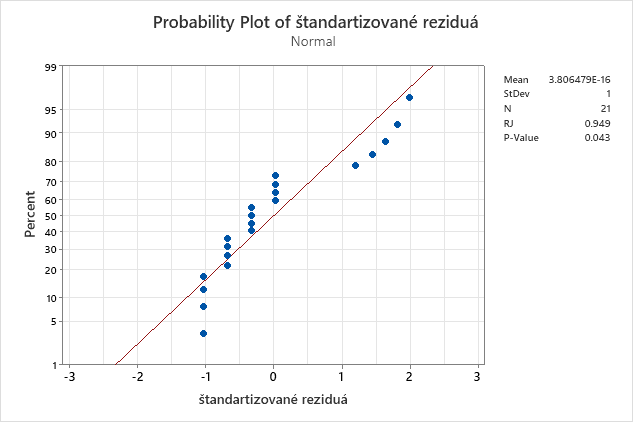 Probability Plot of štandartizované reziduá
Normal
Mean 3.806479E-16
StDev 1
N 21
RJ 0.949
P-Value 0.043
Percent
99
95
90
80
70
60
50
40
30
20
10
5
1
-3 -2 -1 0 1 2 3
štandartizované reziduá